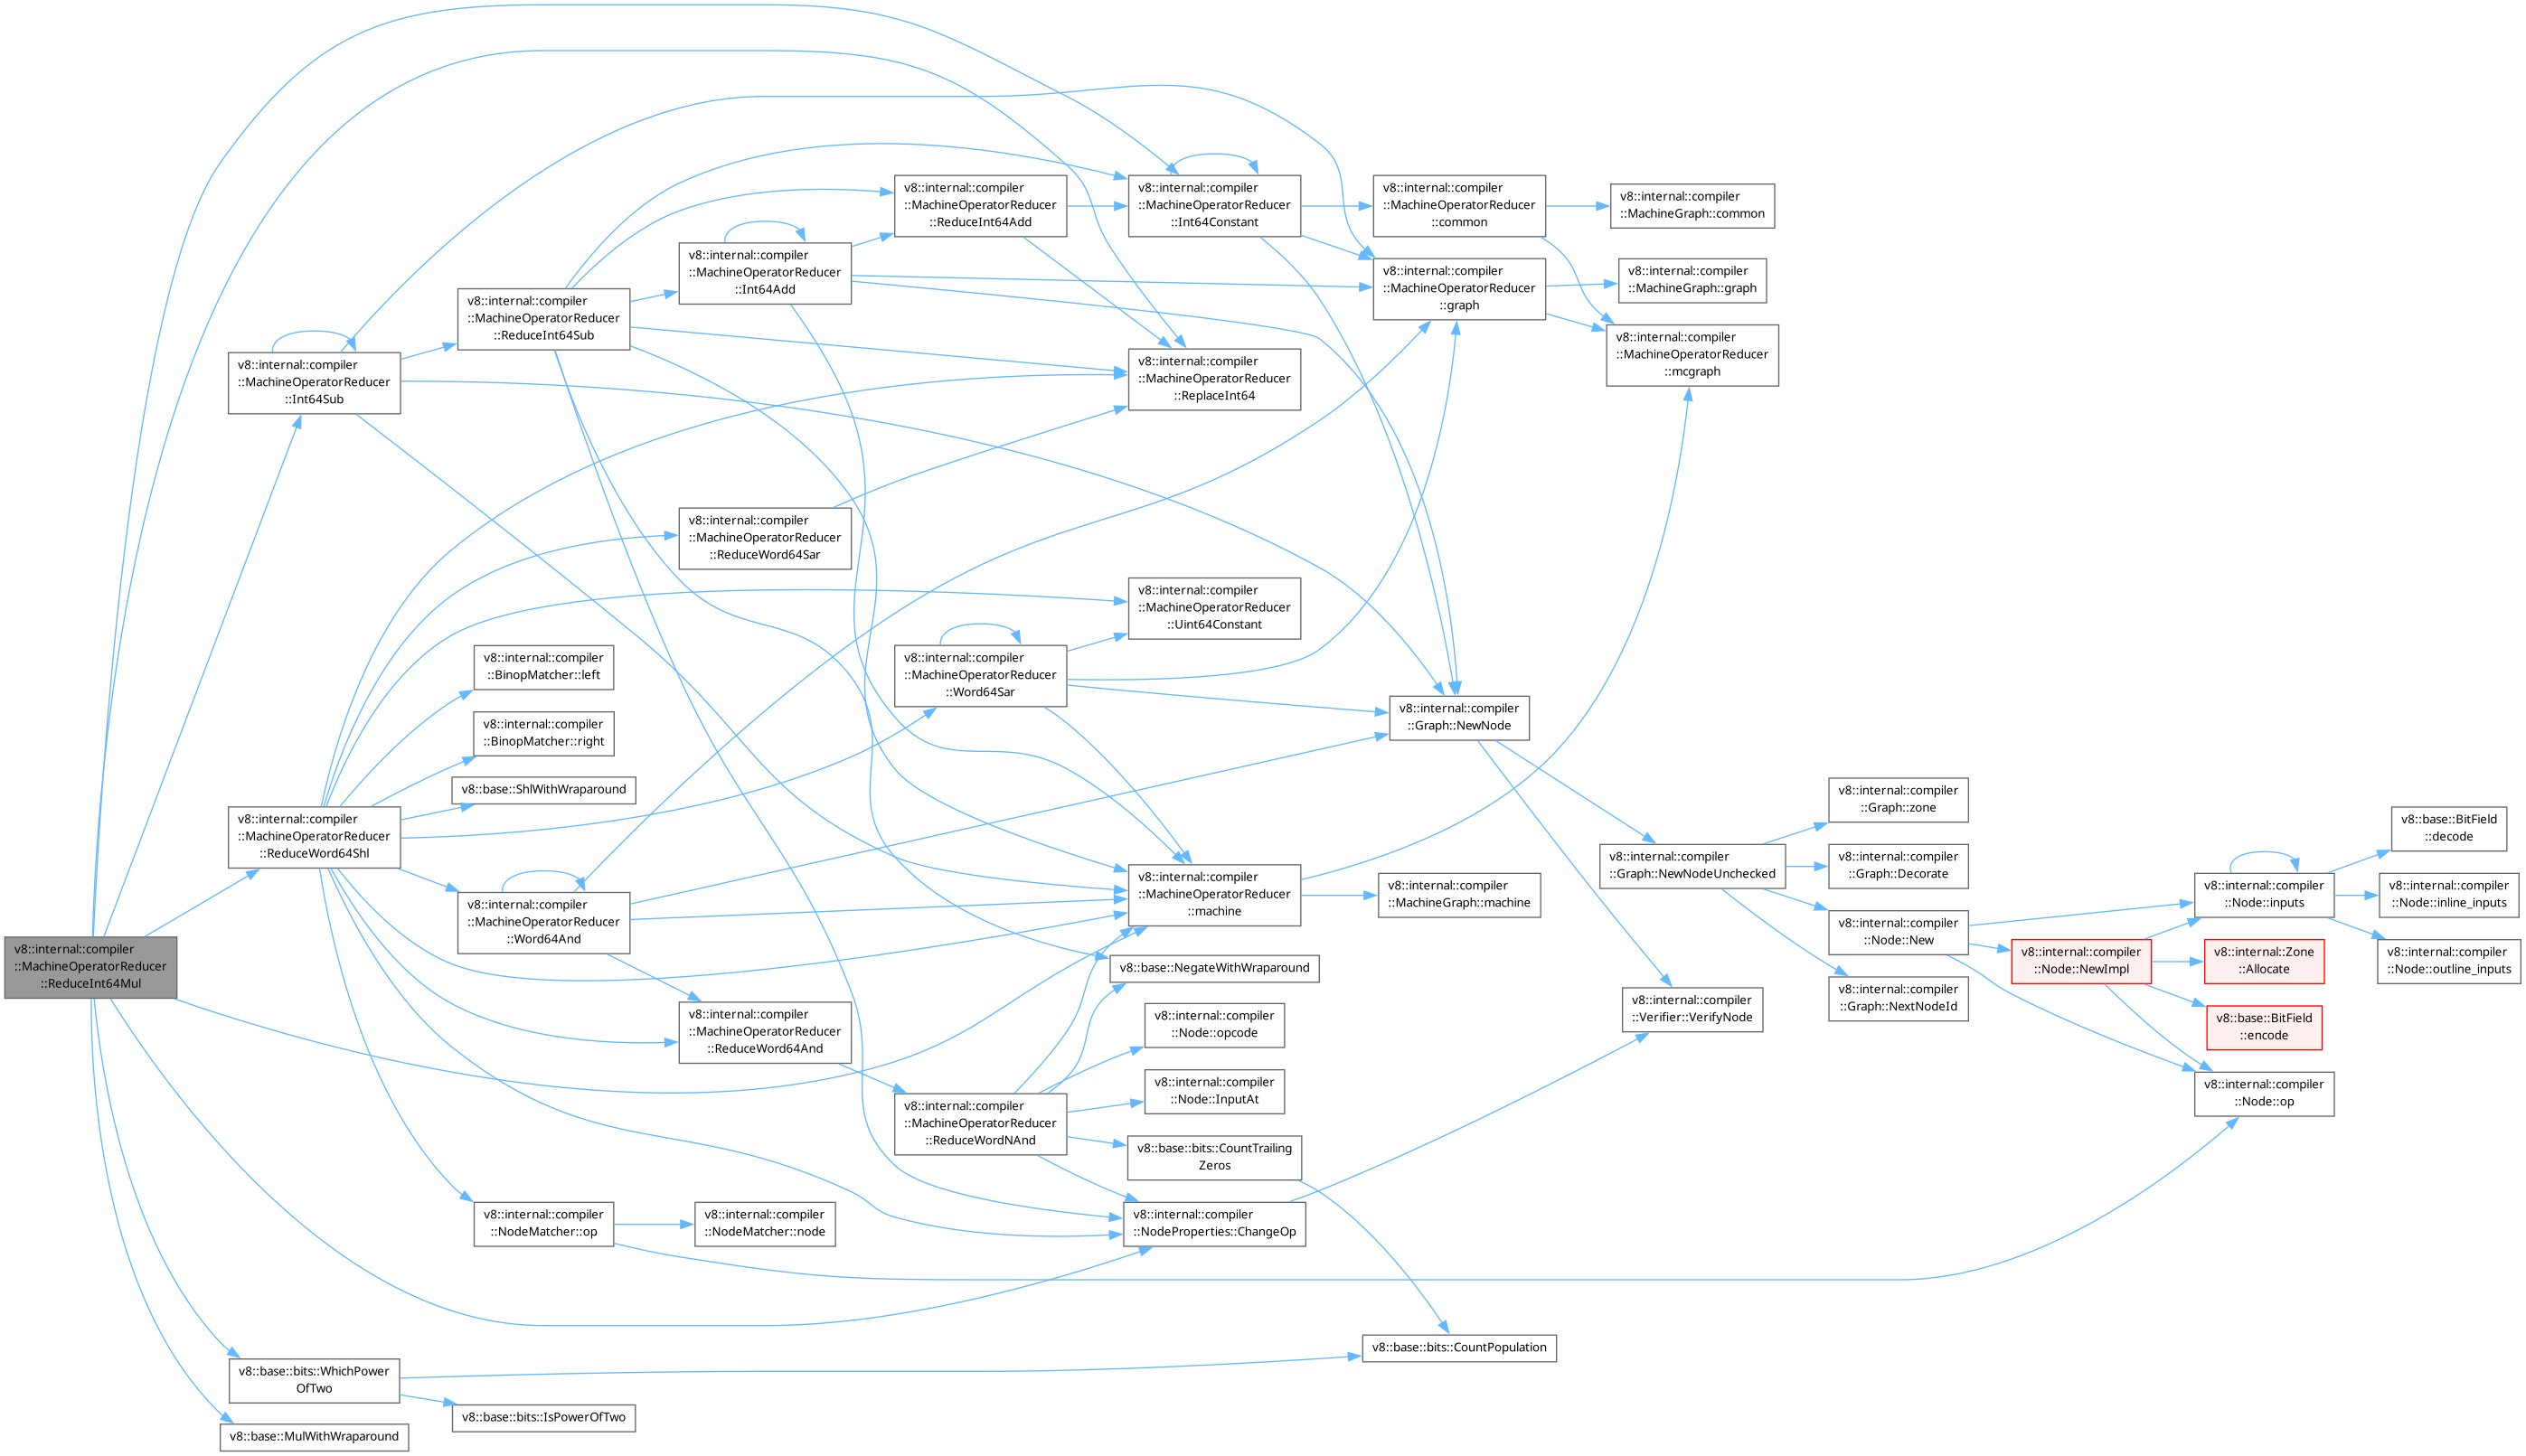 v8::internal::compiler
::MachineOperatorReducer
::ReduceInt64Mul
v8::internal::compiler
::MachineOperatorReducer
::Int64Sub
v8::internal::compiler
::MachineOperatorReducer
::ReduceWord64Shl
v8::base::bits::WhichPower
OfTwo
v8::base::MulWithWraparound
v8::internal::compiler
::MachineOperatorReducer
::ReduceInt64Sub
v8::internal::compiler
::BinopMatcher::left
v8::internal::compiler
::BinopMatcher::right
v8::base::ShlWithWraparound
v8::internal::compiler
::MachineOperatorReducer
::Word64And
v8::internal::compiler
::NodeMatcher::op
v8::base::bits::IsPowerOfTwo
v8::internal::compiler
::MachineOperatorReducer
::Int64Add
v8::internal::compiler
::MachineOperatorReducer
::ReduceWord64Sar
v8::internal::compiler
::MachineOperatorReducer
::ReduceWord64And
v8::internal::compiler
::NodeMatcher::node
v8::internal::compiler
::MachineOperatorReducer
::ReduceInt64Add
v8::internal::compiler
::MachineOperatorReducer
::Word64Sar
v8::internal::compiler
::MachineOperatorReducer
::ReduceWordNAnd
v8::internal::compiler
::MachineOperatorReducer
::Int64Constant
v8::internal::compiler
::MachineOperatorReducer
::ReplaceInt64
v8::internal::compiler
::MachineOperatorReducer
::Uint64Constant
v8::internal::compiler
::MachineOperatorReducer
::machine
v8::base::NegateWithWraparound
v8::internal::compiler
::Node::opcode
v8::internal::compiler
::Node::InputAt
v8::base::bits::CountTrailing
Zeros
v8::internal::compiler
::NodeProperties::ChangeOp
v8::internal::compiler
::MachineOperatorReducer
::common
v8::internal::compiler
::MachineOperatorReducer
::graph
v8::internal::compiler
::Graph::NewNode
v8::internal::compiler
::MachineGraph::machine
v8::base::bits::CountPopulation
v8::internal::compiler
::MachineGraph::common
v8::internal::compiler
::MachineGraph::graph
v8::internal::compiler
::MachineOperatorReducer
::mcgraph
v8::internal::compiler
::Graph::NewNodeUnchecked
v8::internal::compiler
::Verifier::VerifyNode
v8::internal::compiler
::Graph::zone
v8::internal::compiler
::Graph::Decorate
v8::internal::compiler
::Node::New
v8::internal::compiler
::Graph::NextNodeId
v8::internal::compiler
::Node::NewImpl
v8::internal::compiler
::Node::inputs
v8::internal::Zone
::Allocate
v8::base::BitField
::encode
v8::internal::compiler
::Node::op
v8::base::BitField
::decode
v8::internal::compiler
::Node::inline_inputs
v8::internal::compiler
::Node::outline_inputs